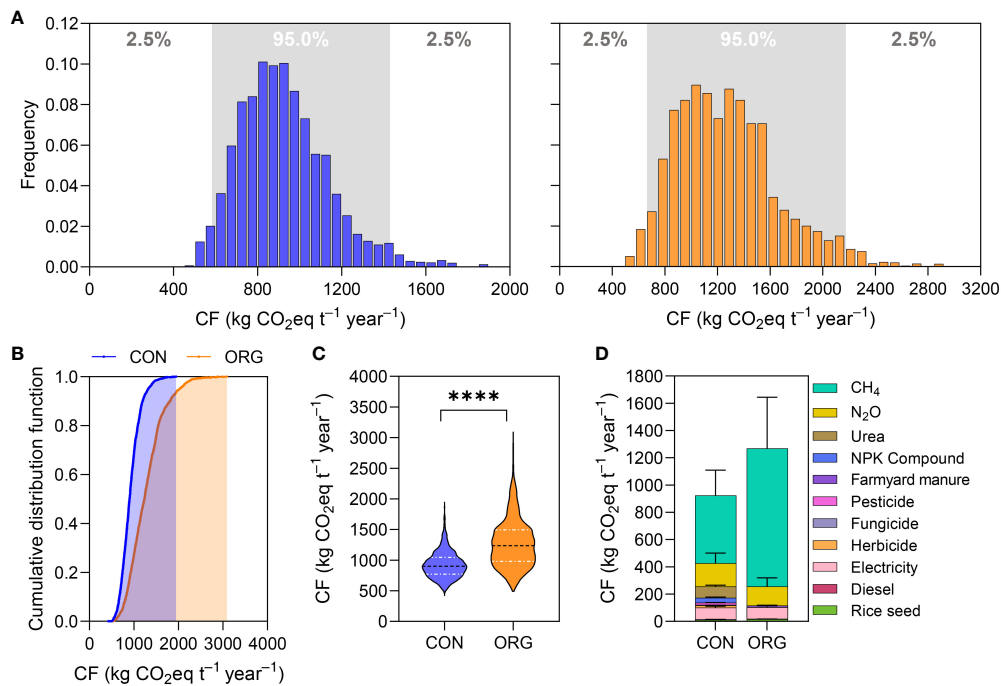 A
0.12
0.10
0.08
0.06
0.04
0.02
0.00
Frequency
2.5%
95.0%
2.5%
0
400
800
1200
1600
2000
CF (kg CO₂eq t⁻¹ year⁻¹)
2.5%
95.0%
2.5%
0
400
800
1200
1600
2000
2400
2800
3200
CF (kg CO₂eq t⁻¹ year⁻¹)
B
CON
ORG
Cumulative distribution function
1.0
0.8
0.6
0.4
0.2
0.0
0
1000
2000
3000
4000
CF (kg CO₂eq t⁻¹ year⁻¹)
C
CF (kg CO₂eq t⁻¹ year⁻¹)
4000
3500
3000
2500
2000
1500
1000
500
0
****
CON
ORG
D
CF (kg CO₂eq t⁻¹ year⁻¹)
1800
1600
1400
1200
1000
800
600
400
200
0
CON
ORG
CH₄
N₂O
Urea
NPK Compound
Farmyard manure
Pesticide
Fungicide
Herbicide
Electricity
Diesel
Rice seed